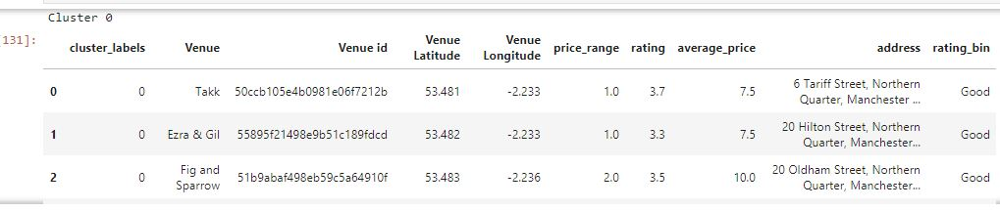 Cluster 0
[131]:
cluster_labels Venue Venue id Venue Latitude Venue Longitude price_range rating average_price address rating_bin
0 0 Takk 50ccb105e4b0981e06f7212b 53.481 -2.233 1.0 3.7 7.5 6 Tariff Street, Northern Quarter, Manchester ... Good
1 0 Ezra & Gil 55895f21498e9b51c189fdcd 53.482 -2.233 1.0 3.3 7.5 20 Hilton Street, Northern Quarter, Manchester... Good
2 0 Fig and Sparrow 51b9abaf498eb59c5a64910f 53.483 -2.236 2.0 3.5 10.0 20 Oldham Street, Northern Quarter, Manchester... Good